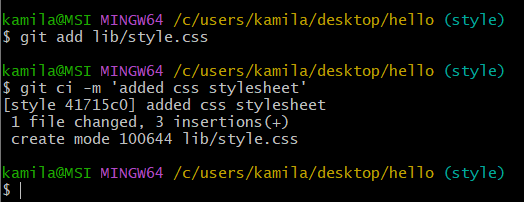 kamila@MSI MINGW64 /c/users/kamila/desktop/hello (style)
$ git add lib/style.css
kamila@MSI MINGW64 /c/users/kamila/desktop/hello (style)
$ git ci -m 'added css stylesheet'
[style 41715c0] added css stylesheet
 1 file changed, 3 insertions(+)
 create mode 100644 lib/style.css
kamila@MSI MINGW64 /c/users/kamila/desktop/hello (style)
$